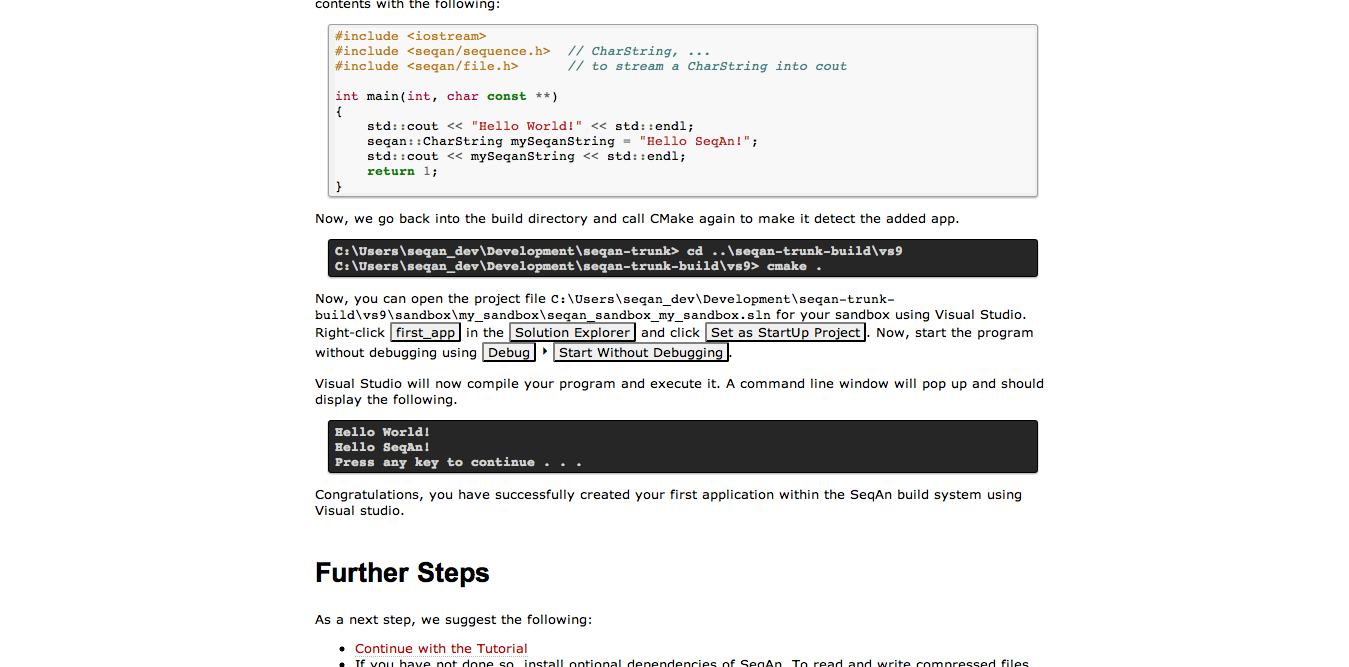 contents with the following:
#include <iostream>
#include <seqan/sequence.h>  // CharString, ...
#include <seqan/file.h>      // to stream a CharString into cout
int main(int, char const **)
{
    std::cout << "Hello World!" << std::endl;
    seqan::CharString mySeqanString = "Hello SeqAn!";
    std::cout << mySeqanString << std::endl;
    return 1;
}
Now, we go back into the build directory and call CMake again to make it detect the added app.
C:\Users\seqan_dev\Development\seqan-trunk> cd ..\seqan-trunk-build\vs9
C:\Users\seqan_dev\Development\seqan-trunk-build\vs9> cmake .
Now, you can open the project file C:\Users\seqan_dev\Development\seqan-trunk-
build\vs9\sandbox\my_sandbox\seqan_sandbox_my_sandbox.sln for your sandbox using Visual Studio.
Right-click first_app in the Solution Explorer and click Set as StartUp Project. Now, start the program
without debugging using Debug ‣ Start Without Debugging.
Visual Studio will now compile your program and execute it. A command line window will pop up and should
display the following.
Hello World!
Hello SeqAn!
Press any key to continue . . .
Congratulations, you have successfully created your first application within the SeqAn build system using
Visual studio.
Further Steps
As a next step, we suggest the following:
• Continue with the Tutorial
• If you have not done so, install optional dependencies of SeqAn. To read and write compressed files,